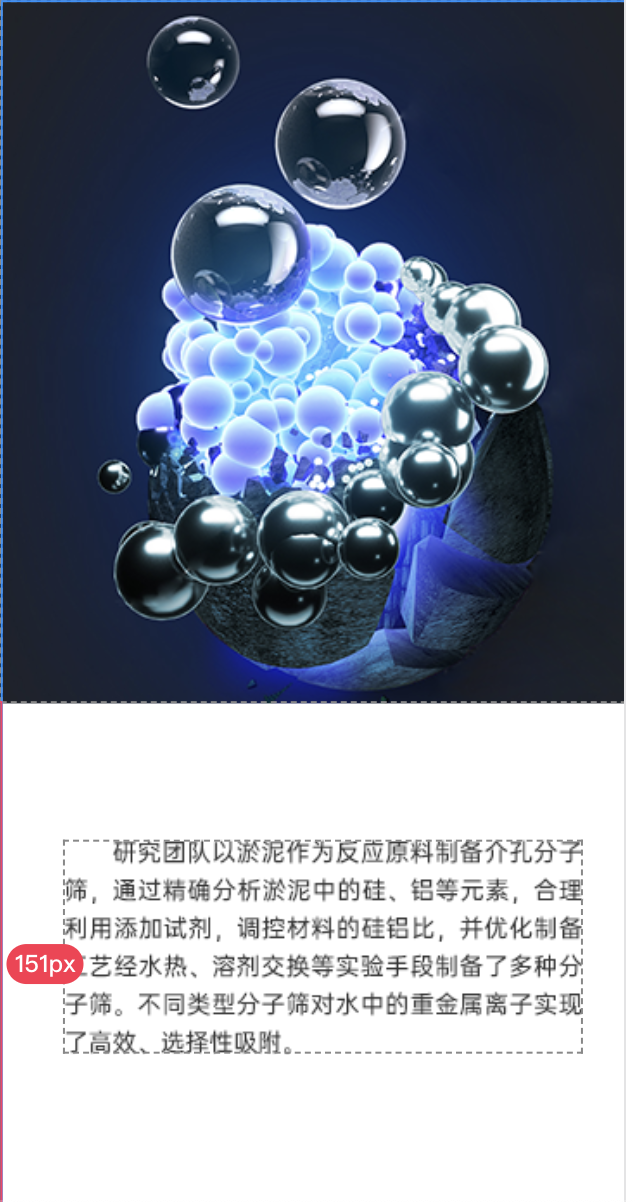 研究团队以淤泥作为反应原料制备介孔分子
筛，通过精确分析淤泥中的硅、铝等元素，合理
利用添加试剂，调控材料的硅铝比，并优化制备
151px
艺经水热、溶剂交换等实验手段制备了多种分
子筛。不同类型分子筛对水中的重金属离子实现
了高效、选择性吸附。